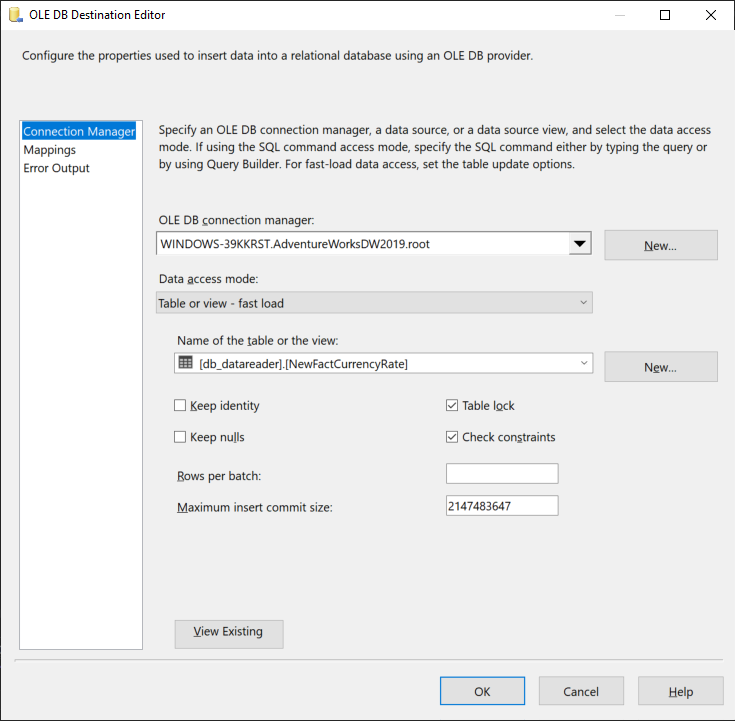 OLE DB Destination Editor
Configure the properties used to insert data into a relational database using an OLE DB provider.
Connection Manager
Mappings
Error Output
Specify an OLE DB connection manager, a data source, or a data source view, and select the data access
mode. If using the SQL command access mode, specify the SQL command either by typing the query or
by using Query Builder. For fast-load data access, set the table update options.
OLE DB connection manager:
WINDOWS-39KKRST.AdventureWorksDW2019.root
New...
Data access mode:
Table or view - fast load
Name of the table or the view:
[db_datareader].[NewFactCurrencyRate]
New...
Keep identity
Table lock
Keep nulls
Check constraints
Rows per batch:
Maximum insert commit size:
2147483647
View Existing
OK
Cancel
Help